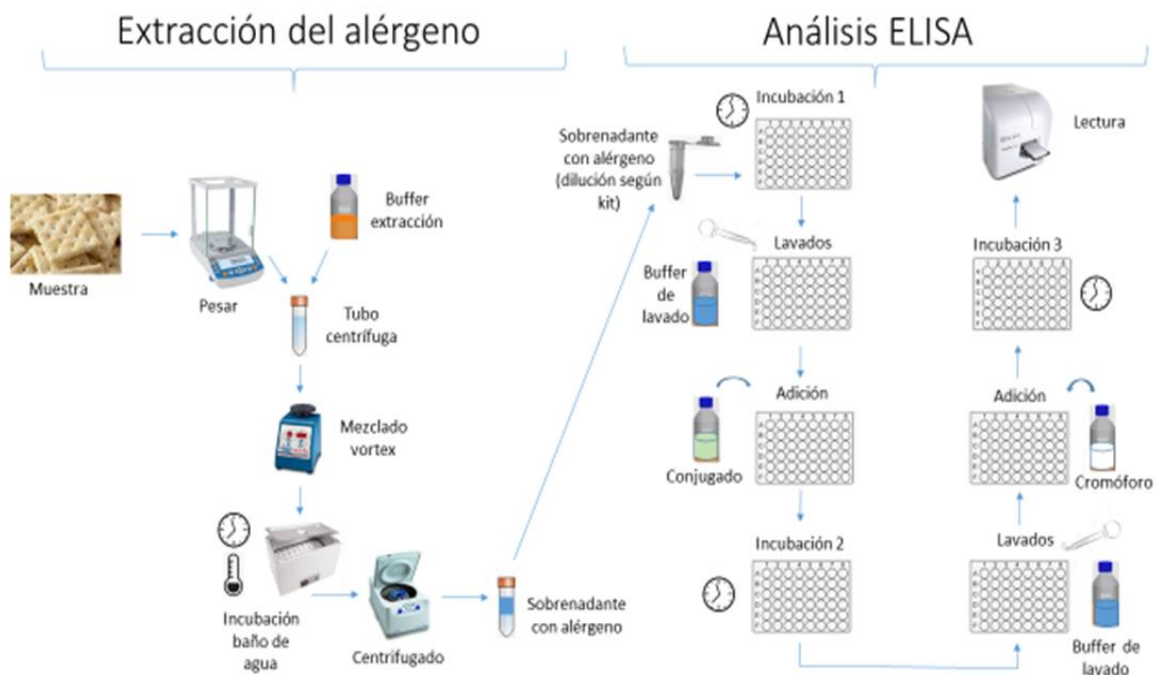 Extracción del alérgeno
Muestra
Pesar
Buffer
extracción
Tubo
centrífuga
Mezclado
vortex
Incubación
baño de
agua
Centrifugado
Sobrenadante
con alérgeno
Análisis ELISA
Sobrenadante
con alérgeno
(dilución según
kit)
Incubación 1
Lavados
Buffer
de
lavado
Adición
Conjugado
Incubación 2
Lavados
Buffer de
lavado
Adición
Cromóforo
Incubación 3
Lectura